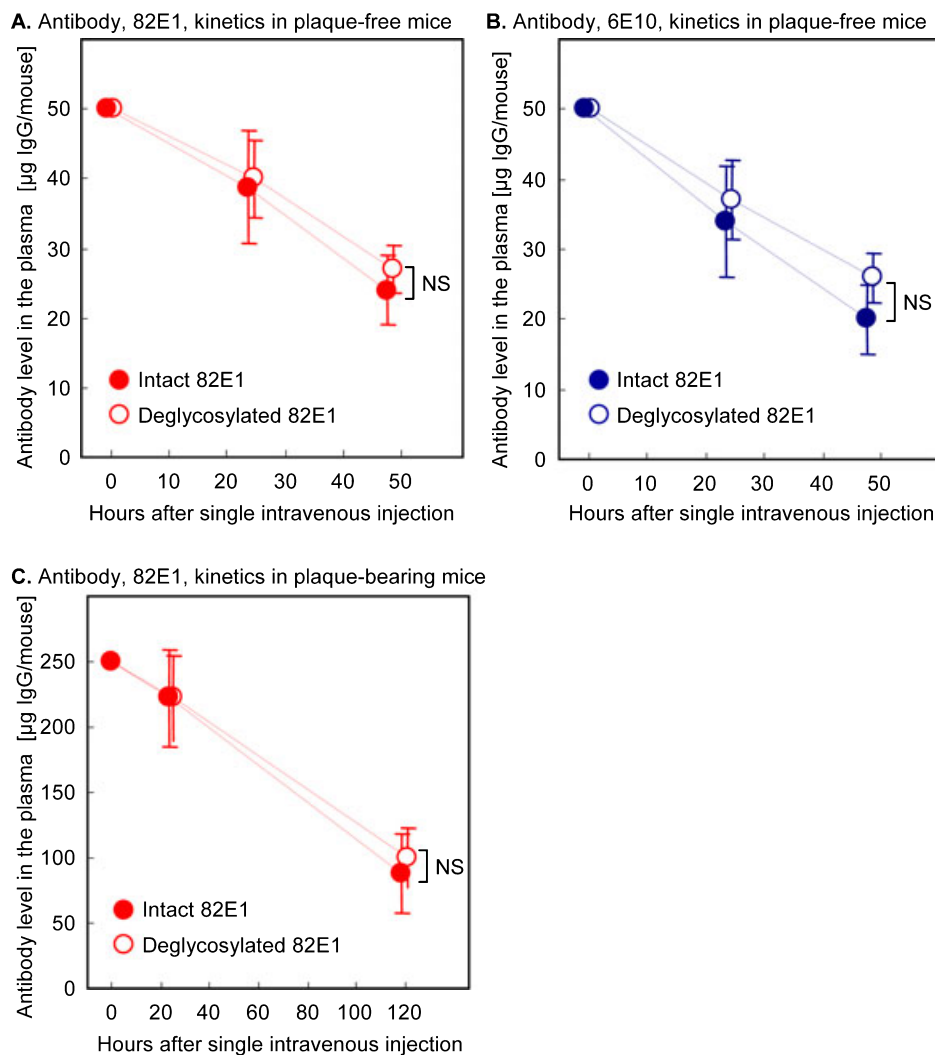 A. Antibody, 82E1, kinetics in plaque-free mice
Antibody level in the plasma [µg IgG/mouse]
50
40
30
20
10
0
NS
Intact 82E1
Deglycosylated 82E1
0 10 20 30 40 50
Hours after single intravenous injection
B. Antibody, 6E10, kinetics in plaque-free mice
Antibody level in the plasma [µg IgG/mouse]
50
40
30
20
10
0
NS
Intact 82E1
Deglycosylated 82E1
0 10 20 30 40 50
Hours after single intravenous injection
C. Antibody, 82E1, kinetics in plaque-bearing mice
Antibody level in the plasma [µg IgG/mouse]
250
200
150
100
50
0
NS
Intact 82E1
Deglycosylated 82E1
0 20 40 60 80 100 120
Hours after single intravenous injection